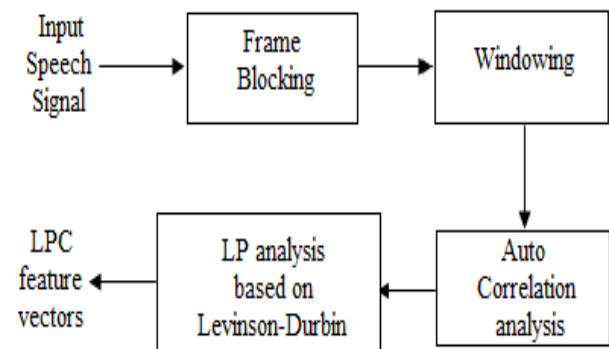 Input
Speech
Signal
Frame
Blocking
Windowing
Auto
Correlation
analysis
LP analysis
based on
Levinson-Durbin
LPC
feature
vectors